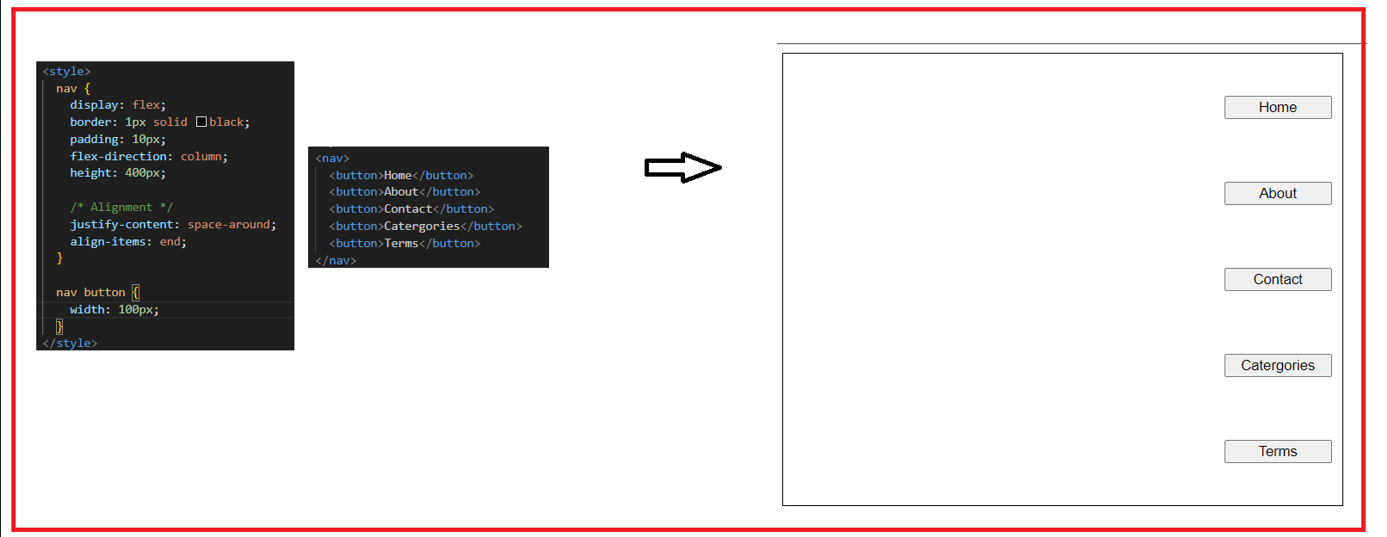 <style>
nav {
display: flex;
border: 1px solid black;
padding: 10px;
flex-direction: column;
height: 400px;
/* Alignment */
justify-content: space-around;
align-items: end;
}
nav button {
width: 100px;
}
</style>
<nav>
<button>Home</button>
<button>About</button>
<button>Contact</button>
<button>Catergories</button>
<button>Terms</button>
</nav>
Home
About
Contact
Catergories
Terms